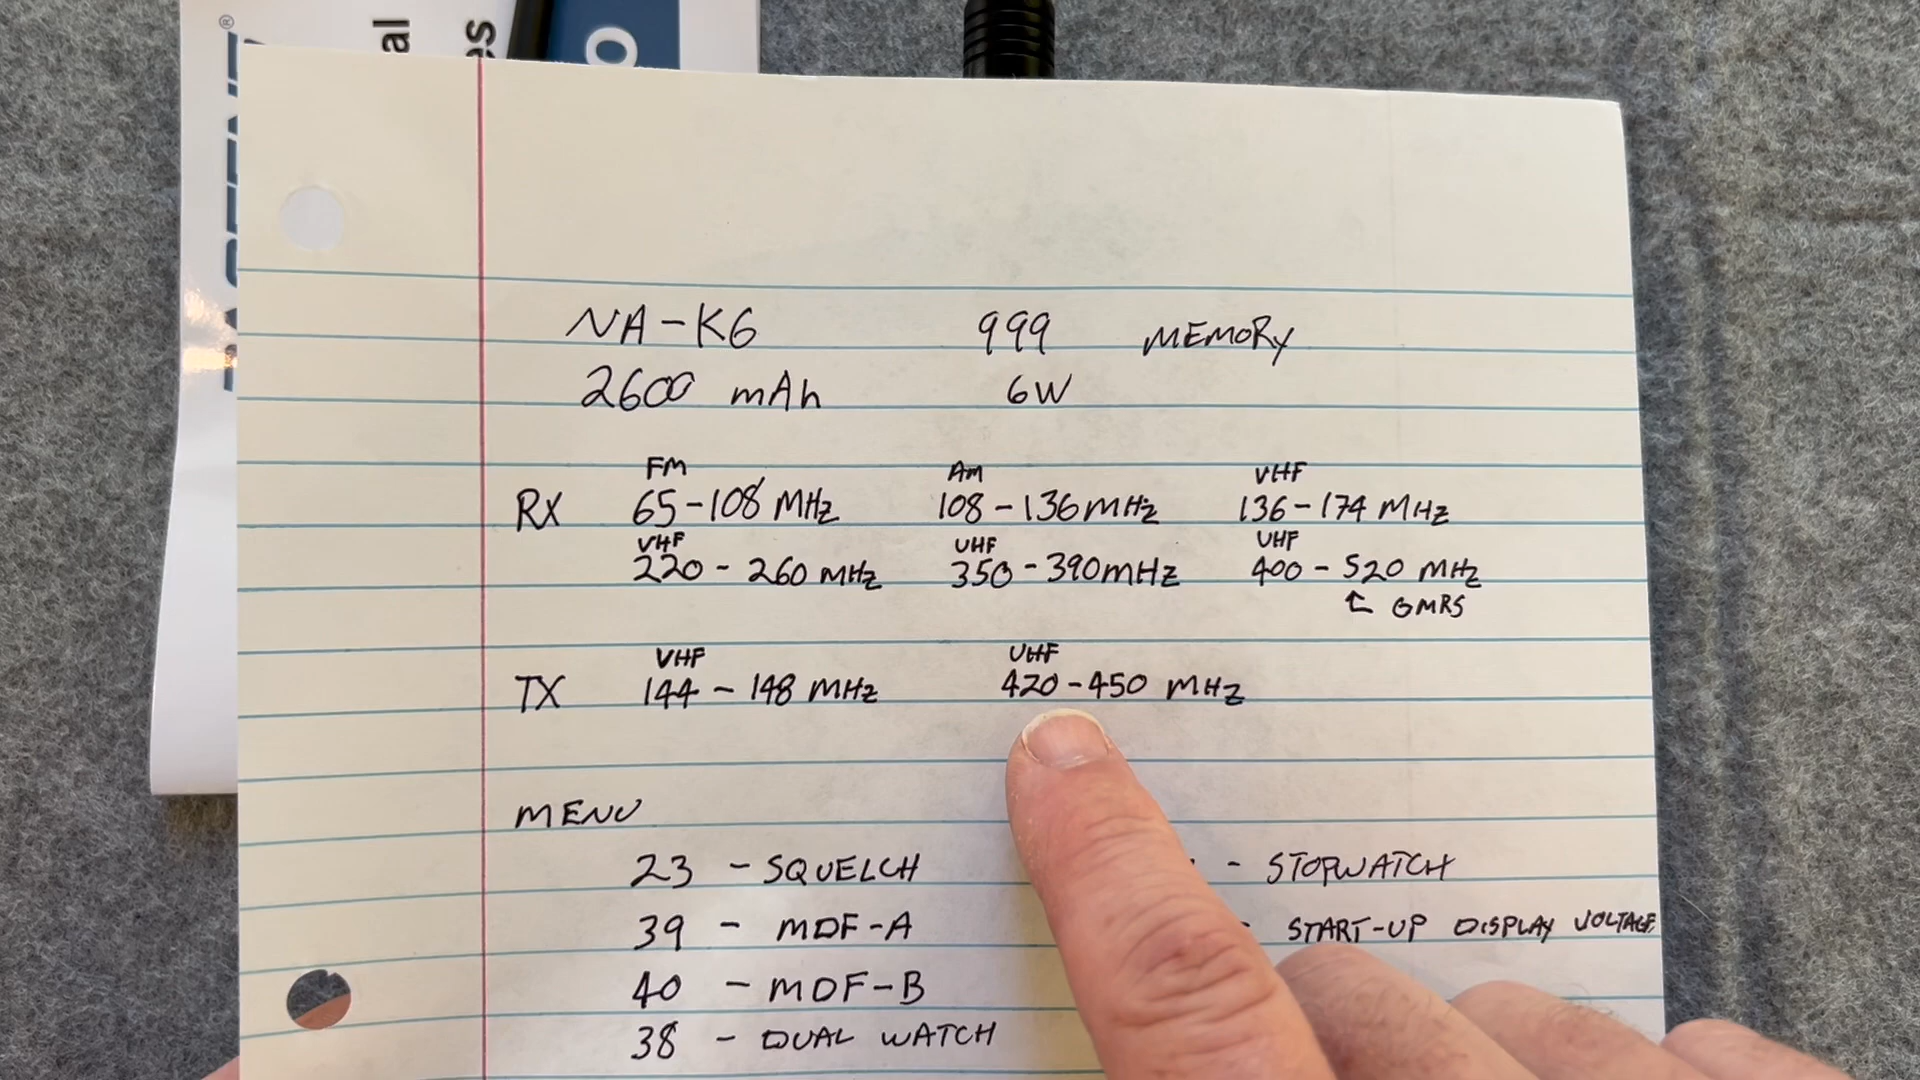 al
es
NA-K6 999 MEMORY
2600 mAh 6W
FM AM VHF
RX 65-108 MHz 108-136 MHz 136-174 MHz
VHF UHF UHF
220-260 MHz 350-390 MHz 400-520 MHz
GMRS
VHF UHF
TX 144-148 MHz 420-450 MHz
MENU
23 - SQUELCH - STOPWATCH
39 - MDF-A - START-UP DISPLAY VOLTAGE
40 - MDF-B
38 - DUAL WATCH